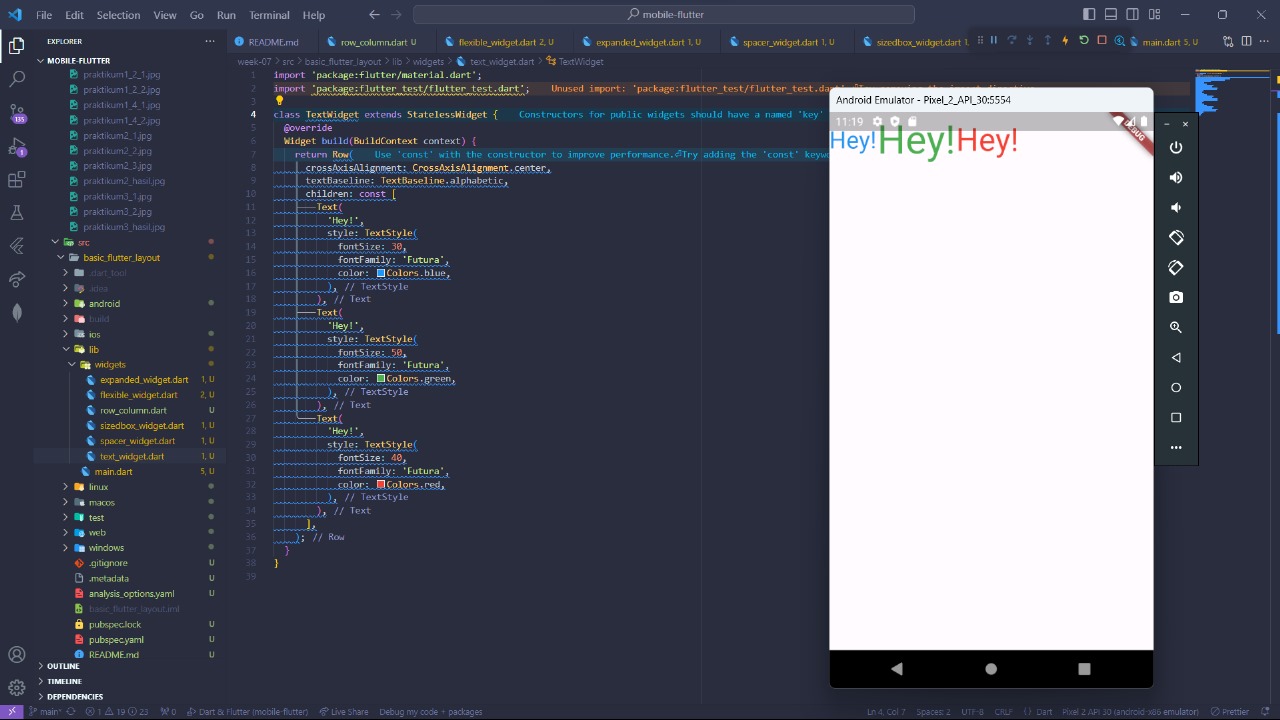 File Edit Selection View Go Run Terminal Help
mobile-flutter
EXPLORER
README.md
row_column.dart U
flexible_widget.dart 2, U
expanded_widget.dart 1, U
spacer_widget.dart 1, U
sizedbox_widget.dart 1, U
main.dart 5, U
MOBILE-FLUTTER
praktikum1_2_1.jpg
praktikum1_2_2.jpg
praktikum1_4_1.jpg
praktikum1_4_2.jpg
praktikum2_1.jpg
praktikum2_2.jpg
praktikum2_3.jpg
praktikum2_hasil.jpg
praktikum3_1.jpg
praktikum3_2.jpg
praktikum3_hasil.jpg
src
basic_flutter_layout
.dart_tool
.idea
android
build
ios
lib
widgets
expanded_widget.dart 1, U
flexible_widget.dart 2, U
row_column.dart U
sizedbox_widget.dart 1, U
spacer_widget.dart 1, U
text_widget.dart 1, U
main.dart 5, U
linux
macos
test
web
windows
.gitignore U
.metadata U
analysis_options.yaml U
basic_flutter_layout.iml
pubspec.lock U
pubspec.yaml U
README.md U
OUTLINE
TIMELINE
DEPENDENCIES
135
1
week-07 > src > basic_flutter_layout > lib > widgets > text_widget.dart > TextWidget
1 import 'package:flutter/material.dart';
2 import 'package:flutter_test/flutter_test.dart'; Unused import: 'package:flutter_test/flutter_test.dart'
3
4 class TextWidget extends StatelessWidget { Constructors for public widgets should have a named 'key'
5 @override
6 Widget build(BuildContext context) {
7 return Row( Use 'const' with the constructor to improve performance.⏎Try adding the 'const' keywo
8 crossAxisAlignment: CrossAxisAlignment.center,
9 textBaseline: TextBaseline.alphabetic,
10 children: const [
11 Text(
12 'Hey!',
13 style: TextStyle(
14 fontSize: 30,
15 fontFamily: 'Futura',
16 color: Colors.blue,
17 ), // TextStyle
18 ), // Text
19 Text(
20 'Hey!',
21 style: TextStyle(
22 fontSize: 50,
23 fontFamily: 'Futura',
24 color: Colors.green,
25 ), // TextStyle
26 ), // Text
27 Text(
28 'Hey!',
29 style: TextStyle(
30 fontSize: 40,
31 fontFamily: 'Futura',
32 color: Colors.red,
33 ), // TextStyle
34 ), // Text
35 ],
36 ); // Row
37 }
38 }
39
Android Emulator - Pixel_2_API_30:5554
11:19
DEBUG
Hey!Hey!Hey!
main* 1 19 23 0 Dart & Flutter (mobile-flutter) Live Share Debug my code + packages Ln 4, Col 7 Spaces: 2 UTF-8 CRLF {} Dart Pixel 2 API 30 (android-x86 emulator) Prettier